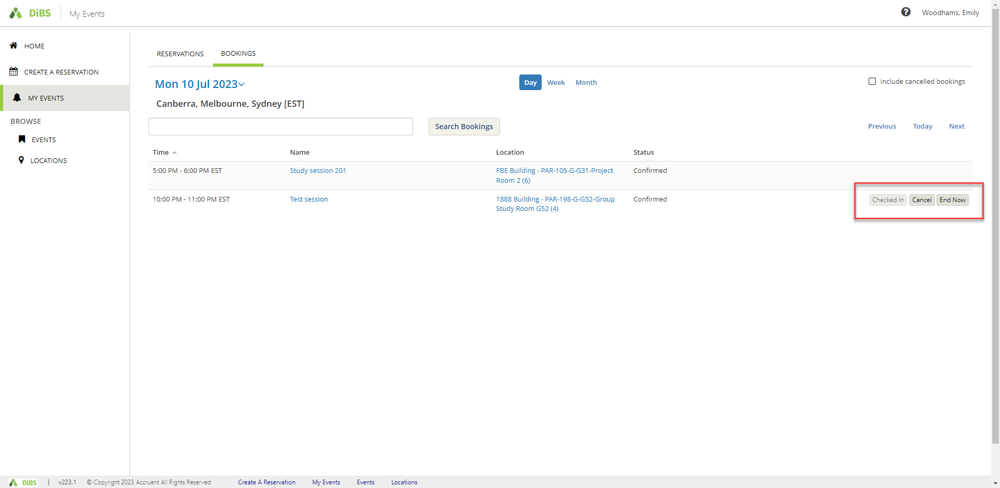 DiBS
My Events
Woodhams, Emily
HOME
CREATE A RESERVATION
MY EVENTS
BROWSE
EVENTS
LOCATIONS
RESERVATIONS
BOOKINGS
Mon 10 Jul 2023
Day
Week
Month
Include cancelled bookings
Canberra, Melbourne, Sydney [EST]
Search Bookings
Previous
Today
Next
Time
Name
Location
Status
5:00 PM - 6:00 PM EST
Study session 201
FBE Building - PAR-105-G-G31-Project
Room 2 (6)
Confirmed
10:00 PM - 11:00 PM EST
Test session
1888 Building - PAR-198-G-G52-Group
Study Room G52 (4)
Confirmed
Checked In
Cancel
End Now
DiBS | v223.1 © Copyright 2023 Accruent All Rights Reserved
Create A Reservation
My Events
Events
Locations